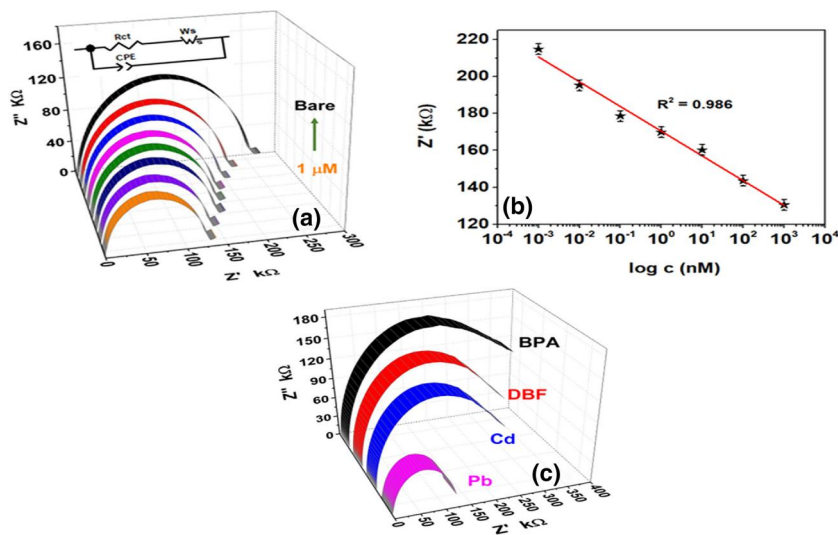 160
120
80
40
0
Z" KΩ
Rct
Ws
CPE
Bare
1 μM
(a)
0
50
100
150
200
250
300
Z' kΩ
220
200
180
160
140
120
Z' (kΩ)
R² = 0.986
(b)
10⁻⁴ 10⁻³ 10⁻² 10⁻¹ 10⁰ 10¹ 10² 10³ 10⁴
log c (nM)
180
150
120
90
60
30
0
Z" kΩ
BPA
DBF
Cd
Pb
(c)
0
50
100
150
200
250
300
350
400
Z' kΩ